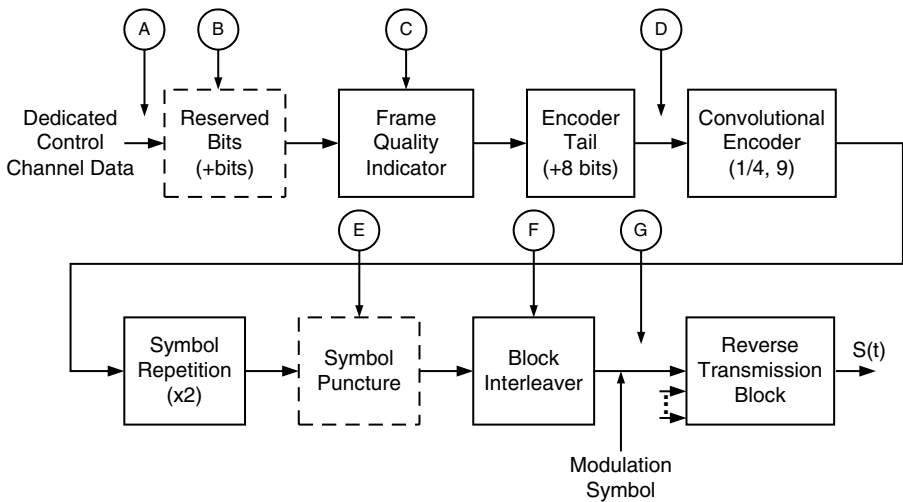 A
B
C
D
Dedicated
Control
Channel Data
Reserved
Bits
(+bits)
Frame
Quality
Indicator
Encoder
Tail
(+8 bits)
Convolutional
Encoder
(1/4, 9)
E
F
G
Symbol
Repetition
(x2)
Symbol
Puncture
Block
Interleaver
Reverse
Transmission
Block
S(t)
Modulation
Symbol